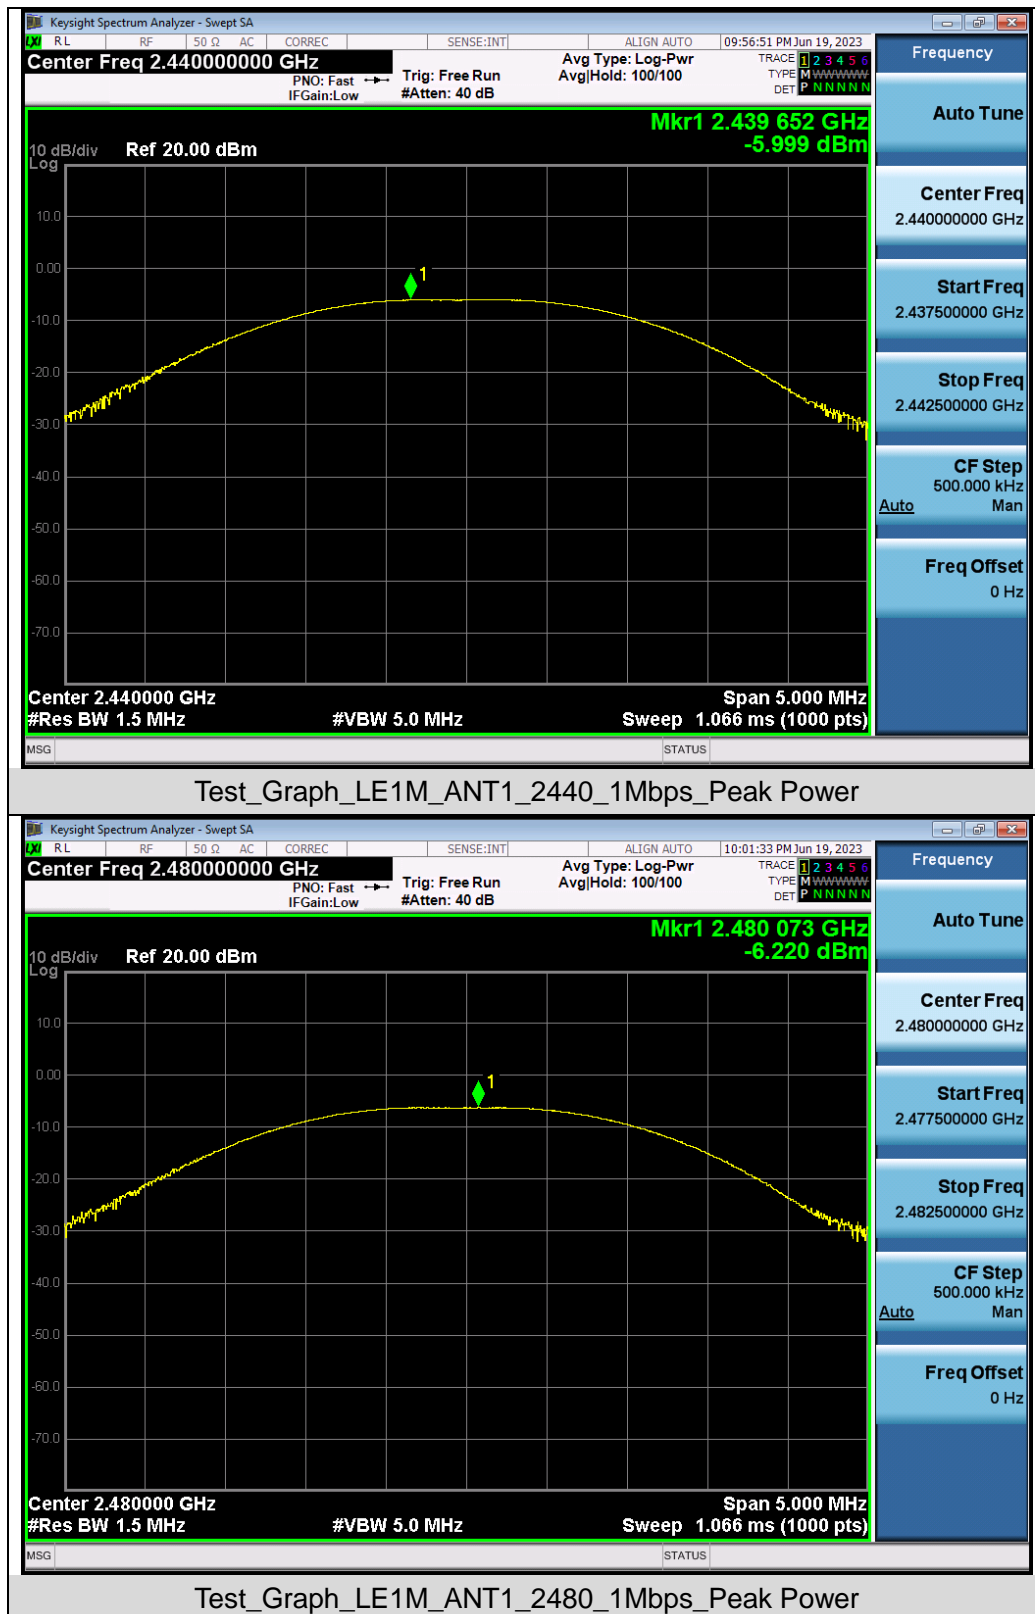 Keysight Spectrum Analyzer - Swept SA
LXI RL RF 50 Ω AC CORREC SENSE:INT ALIGN AUTO 09:56:51 PM Jun 19, 2023
Center Freq 2.440000000 GHz
PNO: Fast
IFGain:Low
Trig: Free Run
#Atten: 40 dB
Avg Type: Log-Pwr
Avg|Hold: 100/100
TRACE 1 2 3 4 5 6
TYPE M WWWWW
DET P N N N N N
Mkr1 2.439 652 GHz
-5.999 dBm
10 dB/div Ref 20.00 dBm
Log
10.0
0.00
-10.0
-20.0
-30.0
-40.0
-50.0
-60.0
-70.0
1
Center 2.440000 GHz Span 5.000 MHz
#Res BW 1.5 MHz #VBW 5.0 MHz Sweep 1.066 ms (1000 pts)
MSG STATUS
Frequency
Auto Tune
Center Freq
2.440000000 GHz
Start Freq
2.437500000 GHz
Stop Freq
2.442500000 GHz
CF Step
500.000 kHz
Auto Man
Freq Offset
0 Hz
Test_Graph_LE1M_ANT1_2440_1Mbps_Peak Power
Keysight Spectrum Analyzer - Swept SA
LXI RL RF 50 Ω AC CORREC SENSE:INT ALIGN AUTO 10:01:33 PM Jun 19, 2023
Center Freq 2.480000000 GHz
PNO: Fast
IFGain:Low
Trig: Free Run
#Atten: 40 dB
Avg Type: Log-Pwr
Avg|Hold: 100/100
TRACE 1 2 3 4 5 6
TYPE M WWWWW
DET P N N N N N
Mkr1 2.480 073 GHz
-6.220 dBm
10 dB/div Ref 20.00 dBm
Log
10.0
0.00
-10.0
-20.0
-30.0
-40.0
-50.0
-60.0
-70.0
1
Center 2.480000 GHz Span 5.000 MHz
#Res BW 1.5 MHz #VBW 5.0 MHz Sweep 1.066 ms (1000 pts)
MSG STATUS
Frequency
Auto Tune
Center Freq
2.480000000 GHz
Start Freq
2.477500000 GHz
Stop Freq
2.482500000 GHz
CF Step
500.000 kHz
Auto Man
Freq Offset
0 Hz
Test_Graph_LE1M_ANT1_2480_1Mbps_Peak Power